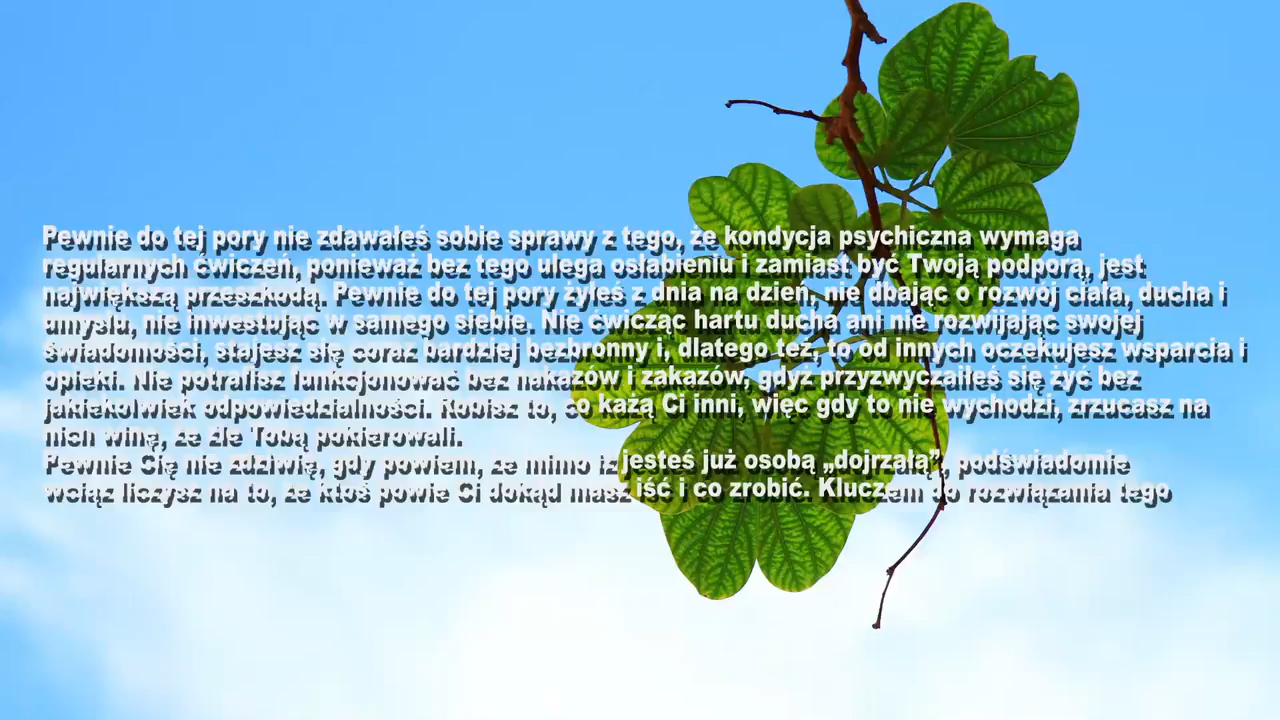 Pewnie do tej pory nie zdawałeś sobie sprawy z tego, że kondycja psychiczna wymaga
regularnych ćwiczeń, ponieważ bez tego ulega osłabieniu i zamiast być Twoją podporą, jest
największą przeszkodą. Pewnie do tej pory żyłeś z dnia na dzień, nie dbając o rozwój ciała, ducha i
umysłu, nie inwestując w samego siebie. Nie ćwicząc hartu ducha ani nie rozwijając swojej
świadomości, stajesz się coraz bardziej bezbronny i, dlatego też, to od innych oczekujesz wsparcia i
opieki. Nie potrafisz funkcjonować bez nakazów i zakazów, gdyż przyzwyczaiłeś się żyć bez
jakiekolwiek odpowiedzialności. Robisz to, co każą Ci inni, więc gdy to nie wychodzi, zrzucasz na
nich winę, że źle Tobą pokierowali.
Pewnie Cię nie zdziwię, gdy powiem, że mimo iż jesteś już osobą „dojrzałą”, podświadomie
wciąż liczysz na to, że ktoś powie Ci dokąd masz iść i co zrobić. Kluczem do rozwiązania tego